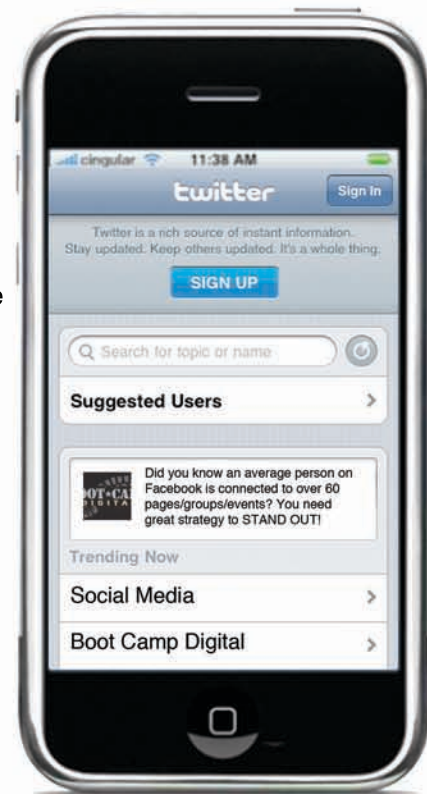 cingular 11:38 AM
twitter Sign In
Twitter is a rich source of instant information.
Stay updated. Keep others updated. It's a whole thing.
SIGN UP
e
Search for topic or name
Suggested Users
Did you know an average person on
Facebook is connected to over 60
pages/groups/events? You need
great strategy to STAND OUT!
DIGITAL
Trending Now
Social Media
Boot Camp Digital